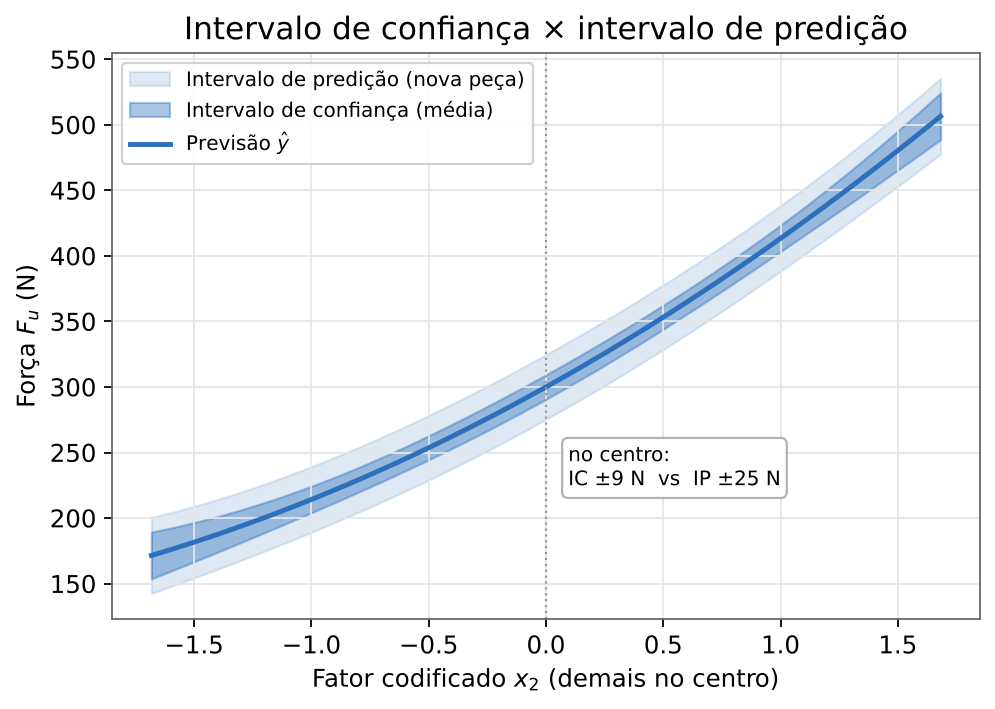 Intervalo de confiança × intervalo de predição
Intervalo de predição (nova peça)
Intervalo de confiança (média)
Previsão ŷ
Força F_u (N)
550
500
450
400
350
300
250
200
150
no centro:
IC ±9 N vs IP ±25 N
−1.5
−1.0
−0.5
0.0
0.5
1.0
1.5
Fator codificado x₂ (demais no centro)